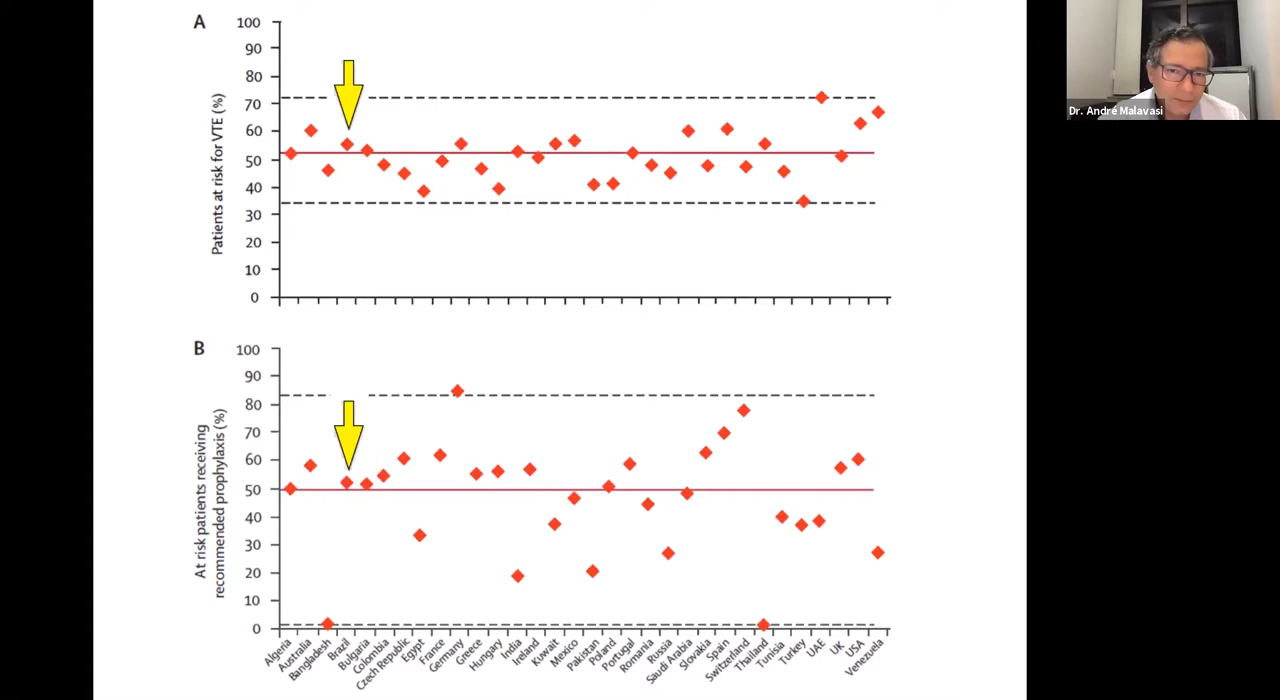 A
100
90
80
70
60
50
40
30
20
10
0
Patients at risk for VTE (%)
Dr. André Malavasi
B
100
90
80
70
60
50
40
30
20
10
0
At risk patients receiving
recommended prophylaxis (%)
Algeria
Australia
Bangladesh
Brazil
Bulgaria
Colombia
Czech Republic
Egypt
France
Germany
Greece
Hungary
India
Ireland
Kuwait
Mexico
Pakistan
Poland
Portugal
Romania
Russia
Saudi Arabia
Slovakia
Spain
Switzerland
Thailand
Tunisia
Turkey
UAE
UK
USA
Venezuela